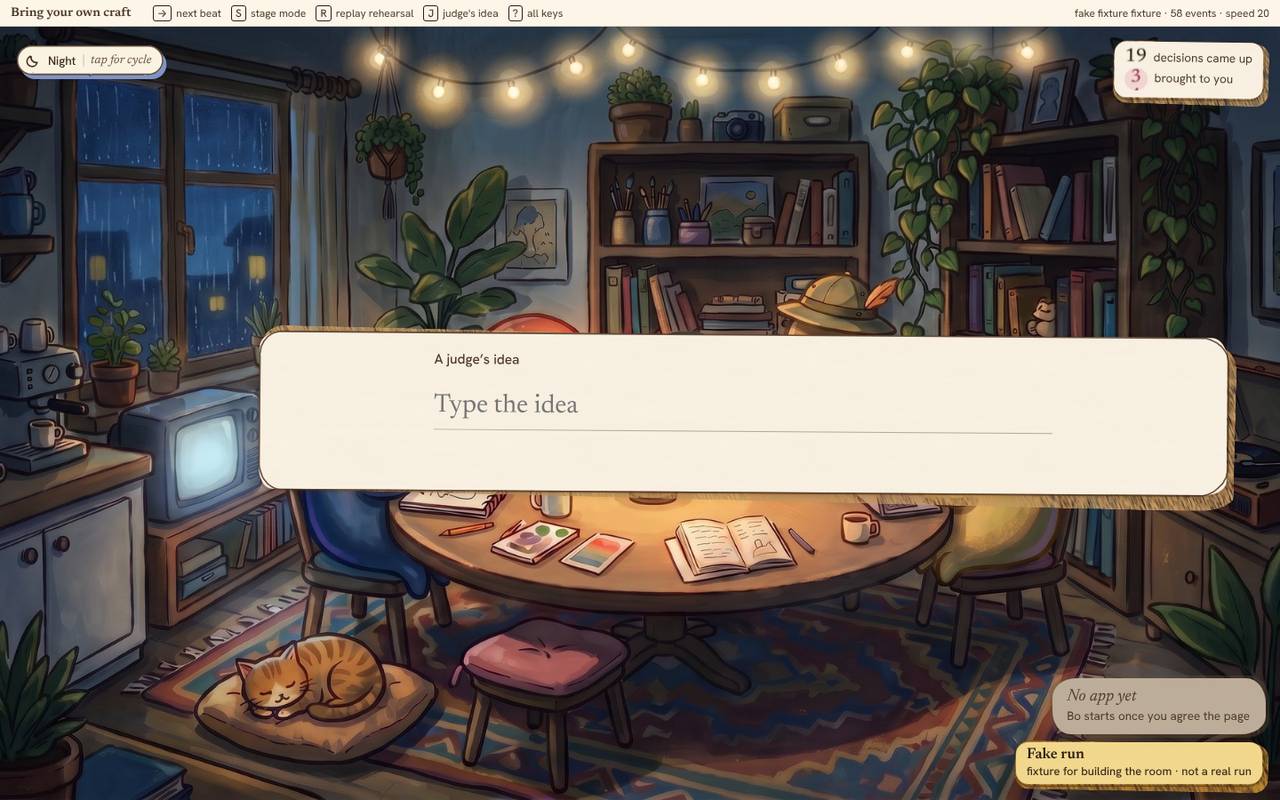 Bring your own craft
→ next beat S stage mode R replay rehearsal J judge's idea ? all keys
fake fixture fixture · 58 events · speed 20
Night tap for cycle
19 decisions came up
3 brought to you
A judge's idea
Type the idea
No app yet
Bo starts once you agree the page
Fake run
fixture for building the room · not a real run